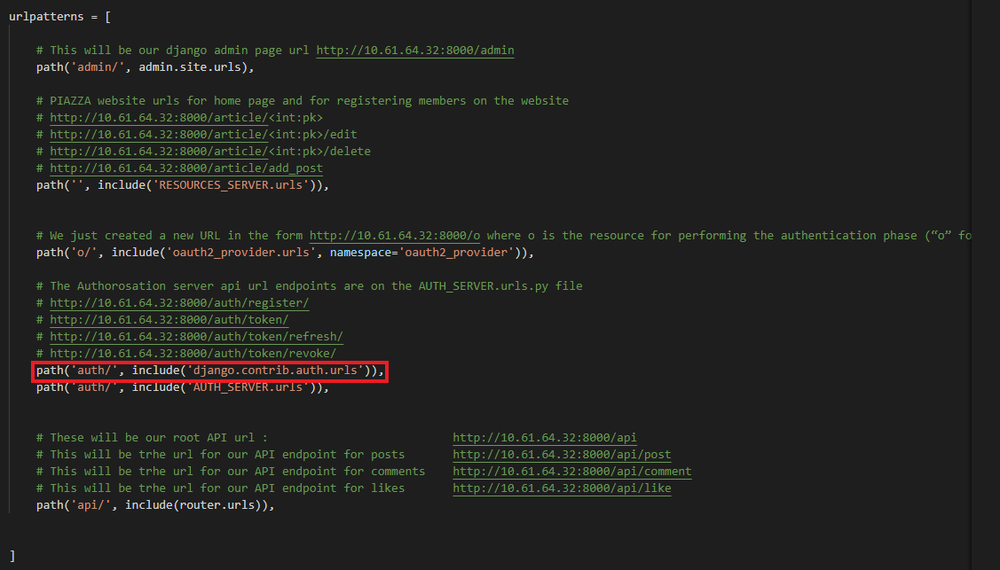 urlpatterns = [
# This will be our django admin page url http://10.61.64.32:8000/admin
path('admin/', admin.site.urls),
# PIAZZA website urls for home page and for registering members on the website
# http://10.61.64.32:8000/article/<int:pk>
# http://10.61.64.32:8000/article/<int:pk>/edit
# http://10.61.64.32:8000/article/<int:pk>/delete
# http://10.61.64.32:8000/article/add_post
path('', include('RESOURCES_SERVER.urls')),
# We just created a new URL in the form http://10.61.64.32:8000/o where o is the resource for performing the authentication phase (“o” fo
path('o/', include('oauth2_provider.urls', namespace='oauth2_provider')),
# The Authorosation server api url endpoints are on the AUTH_SERVER.urls.py file
# http://10.61.64.32:8000/auth/register/
# http://10.61.64.32:8000/auth/token/
# http://10.61.64.32:8000/auth/token/refresh/
# http://10.61.64.32:8000/auth/token/revoke/
path('auth/', include('django.contrib.auth.urls')),
path('auth/', include('AUTH_SERVER.urls')),
# These will be our root API url : http://10.61.64.32:8000/api
# This will be trhe url for our API endpoint for posts http://10.61.64.32:8000/api/post
# This will be trhe url for our API endpoint for comments http://10.61.64.32:8000/api/comment
# This will be trhe url for our API endpoint for likes http://10.61.64.32:8000/api/like
path('api/', include(router.urls)),
]